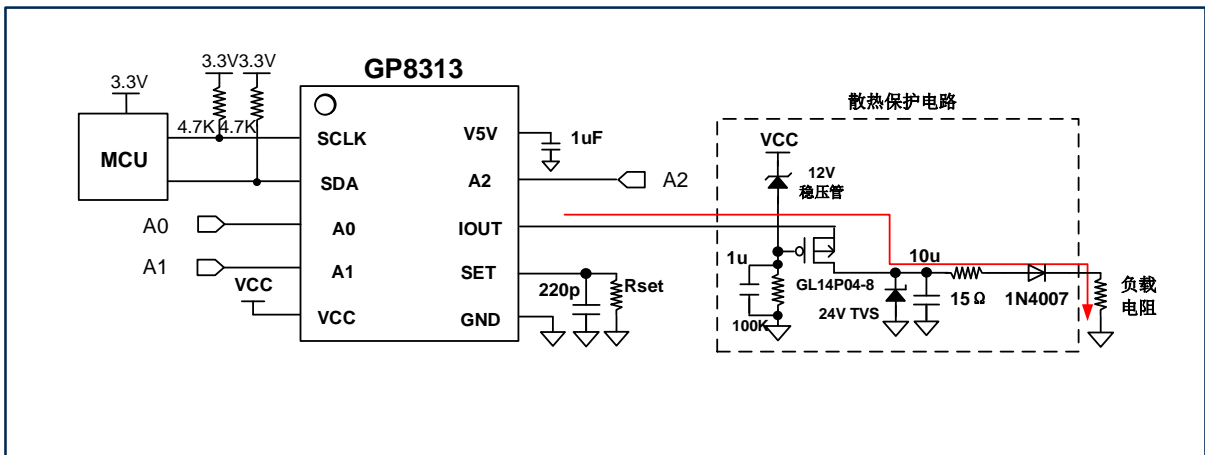 GP8313
3.3V
3.3V3.3V
4.7K 4.7K
MCU
SCLK
SDA
A0
A0
A1
A1
VCC
VCC
V5V
1uF
A2
A2
IOUT
SET
220p
Rset
GND
散热保护电路
VCC
12V
稳压管
1u
100K
GL14P04-8
24V TVS
10u
15Ω
1N4007
负载
电阻